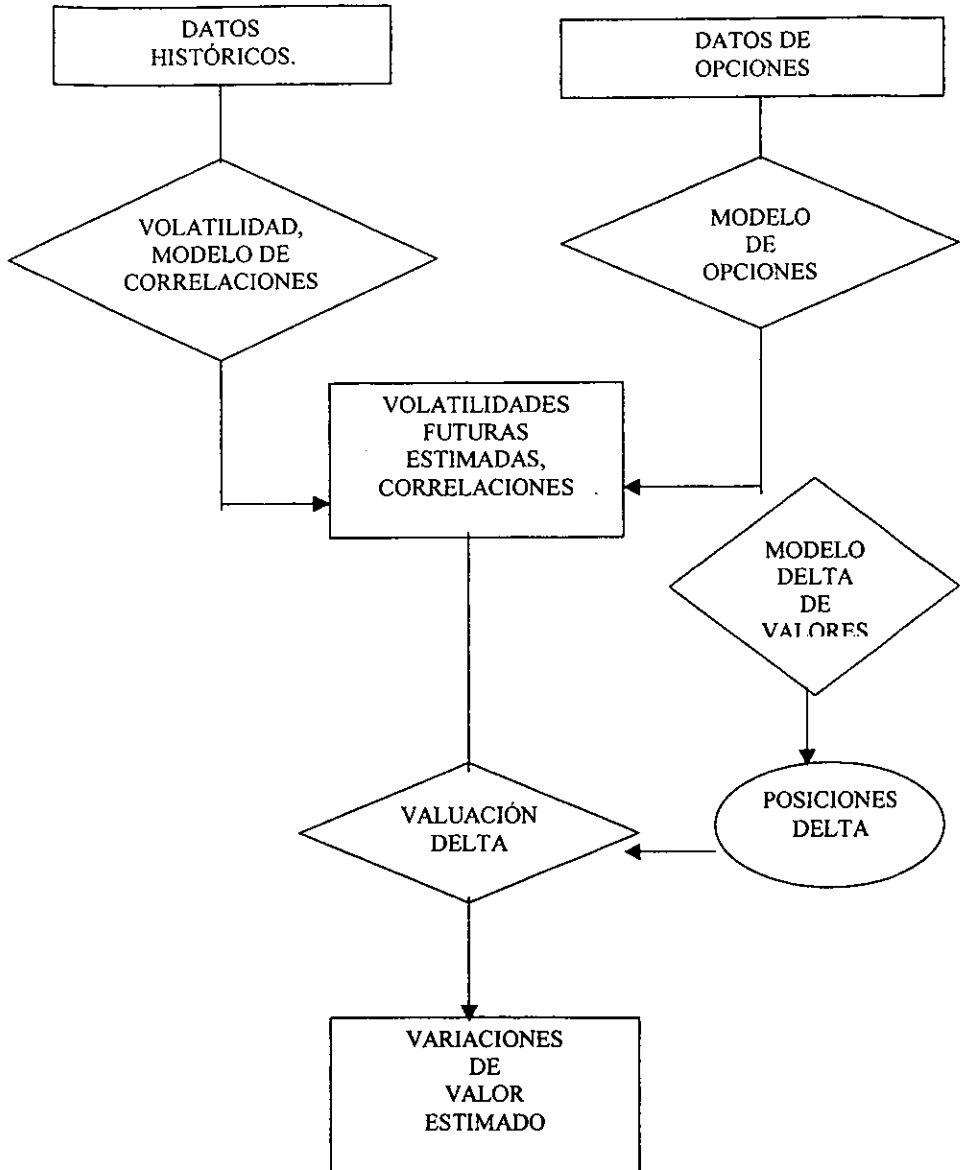 DATOS
HISTÓRICOS.
DATOS DE
OPCIONES
VOLATILIDAD,
MODELO DE
CORRELACIONES
MODELO
DE
OPCIONES
VOLATILIDADES
FUTURAS
ESTIMADAS,
CORRELACIONES
MODELO
DELTA
DE
VALORES
VALUACIÓN
DELTA
POSICIONES
DELTA
VARIACIONES
DE
VALOR
ESTIMADO